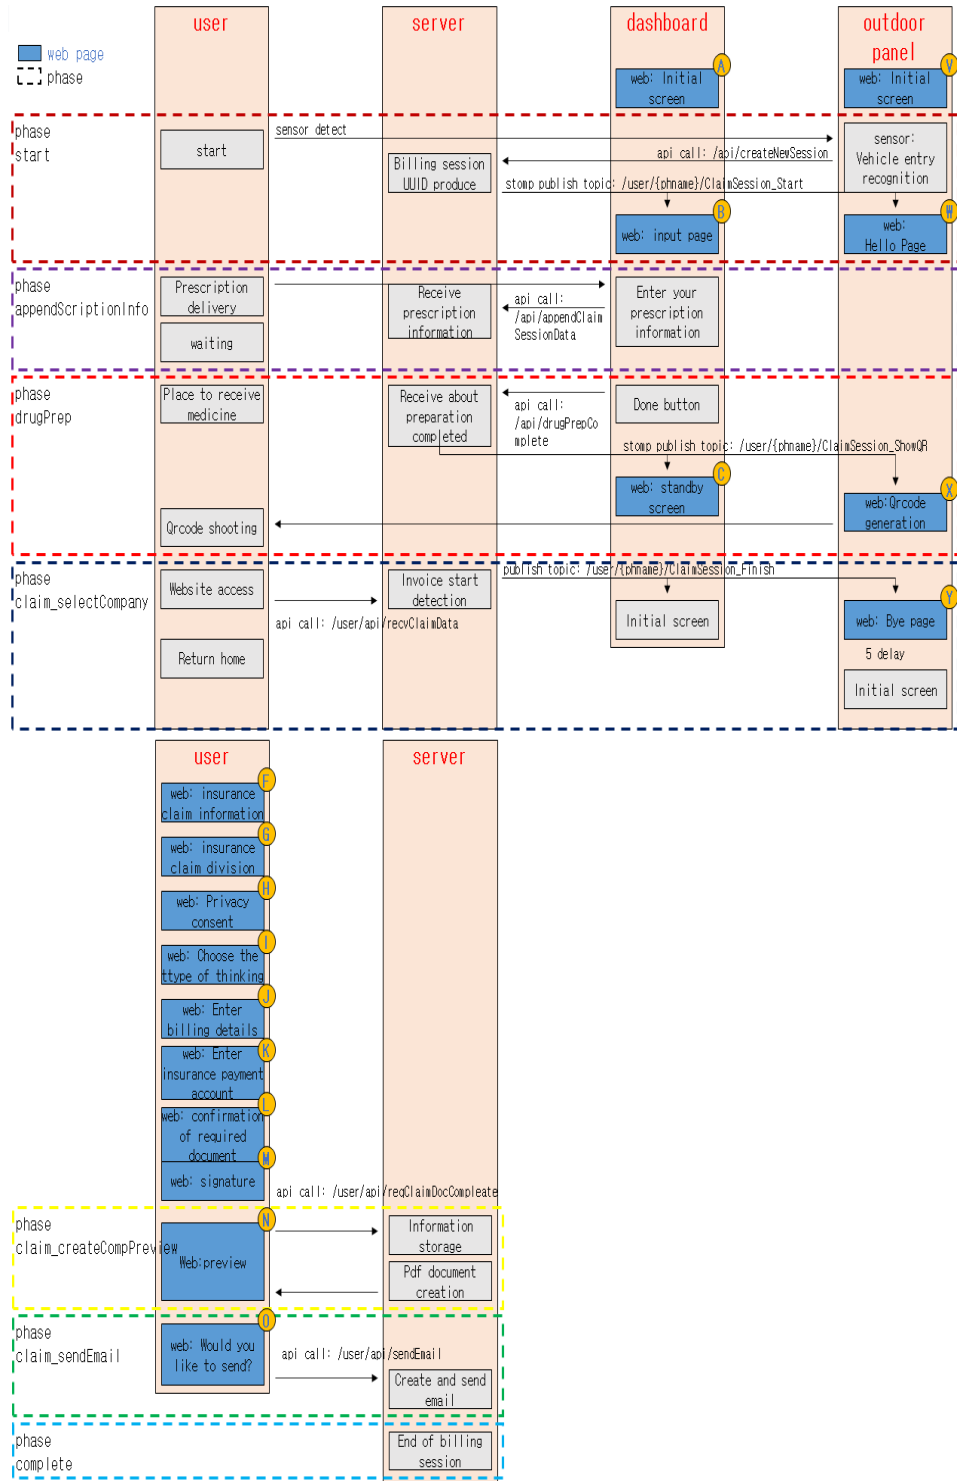 user
server
dashboard
outdoor
panel
web page
phase
A
web: Initial
screen
V
web: Initial
screen
phase
start
start
sensor detect
sensor:
Vehicle entry
recognition
api call: /api/createNewSession
Billing session
UUID produce
stomp publish topic: /user/{phname}/ClaimSession_Start
B
web: input page
W
web:
Hello Page
phase
appendScriptionInfo
Prescription
delivery
waiting
Receive
prescription
information
api call:
/api/appendClaim
SessionData
Enter your
prescription
information
phase
drugPrep
Place to receive
medicine
Receive about
preparation
completed
api call:
/api/drugPrepCo
mplete
Done button
stomp publish topic: /user/{phname}/ClaimSession_ShowQR
C
web: standby
screen
X
web:Qrcode
generation
Qrcode shooting
phase
claim_selectCompany
Website access
Invoice start
detection
publish topic: /user/{phname}/ClaimSession_Finish
api call: /user/api/recvClaimData
Initial screen
Y
web: Bye page
5 delay
Return home
Initial screen
user
server
F
web: insurance
claim information
G
web: insurance
claim division
H
web: Privacy
consent
I
web: Choose the
ttype of thinking
J
web: Enter
billing details
K
web: Enter
insurance payment
account
L
web: confirmation
of required
document
M
web: signature
api call: /user/api/reqClaimDocCompleate
phase
claim_createCompPreview
N
Web:preview
Information
storage
Pdf document
creation
phase
claim_sendEmail
O
web: Would you
like to send?
api call: /user/api/sendEmail
Create and send
email
phase
complete
End of billing
session